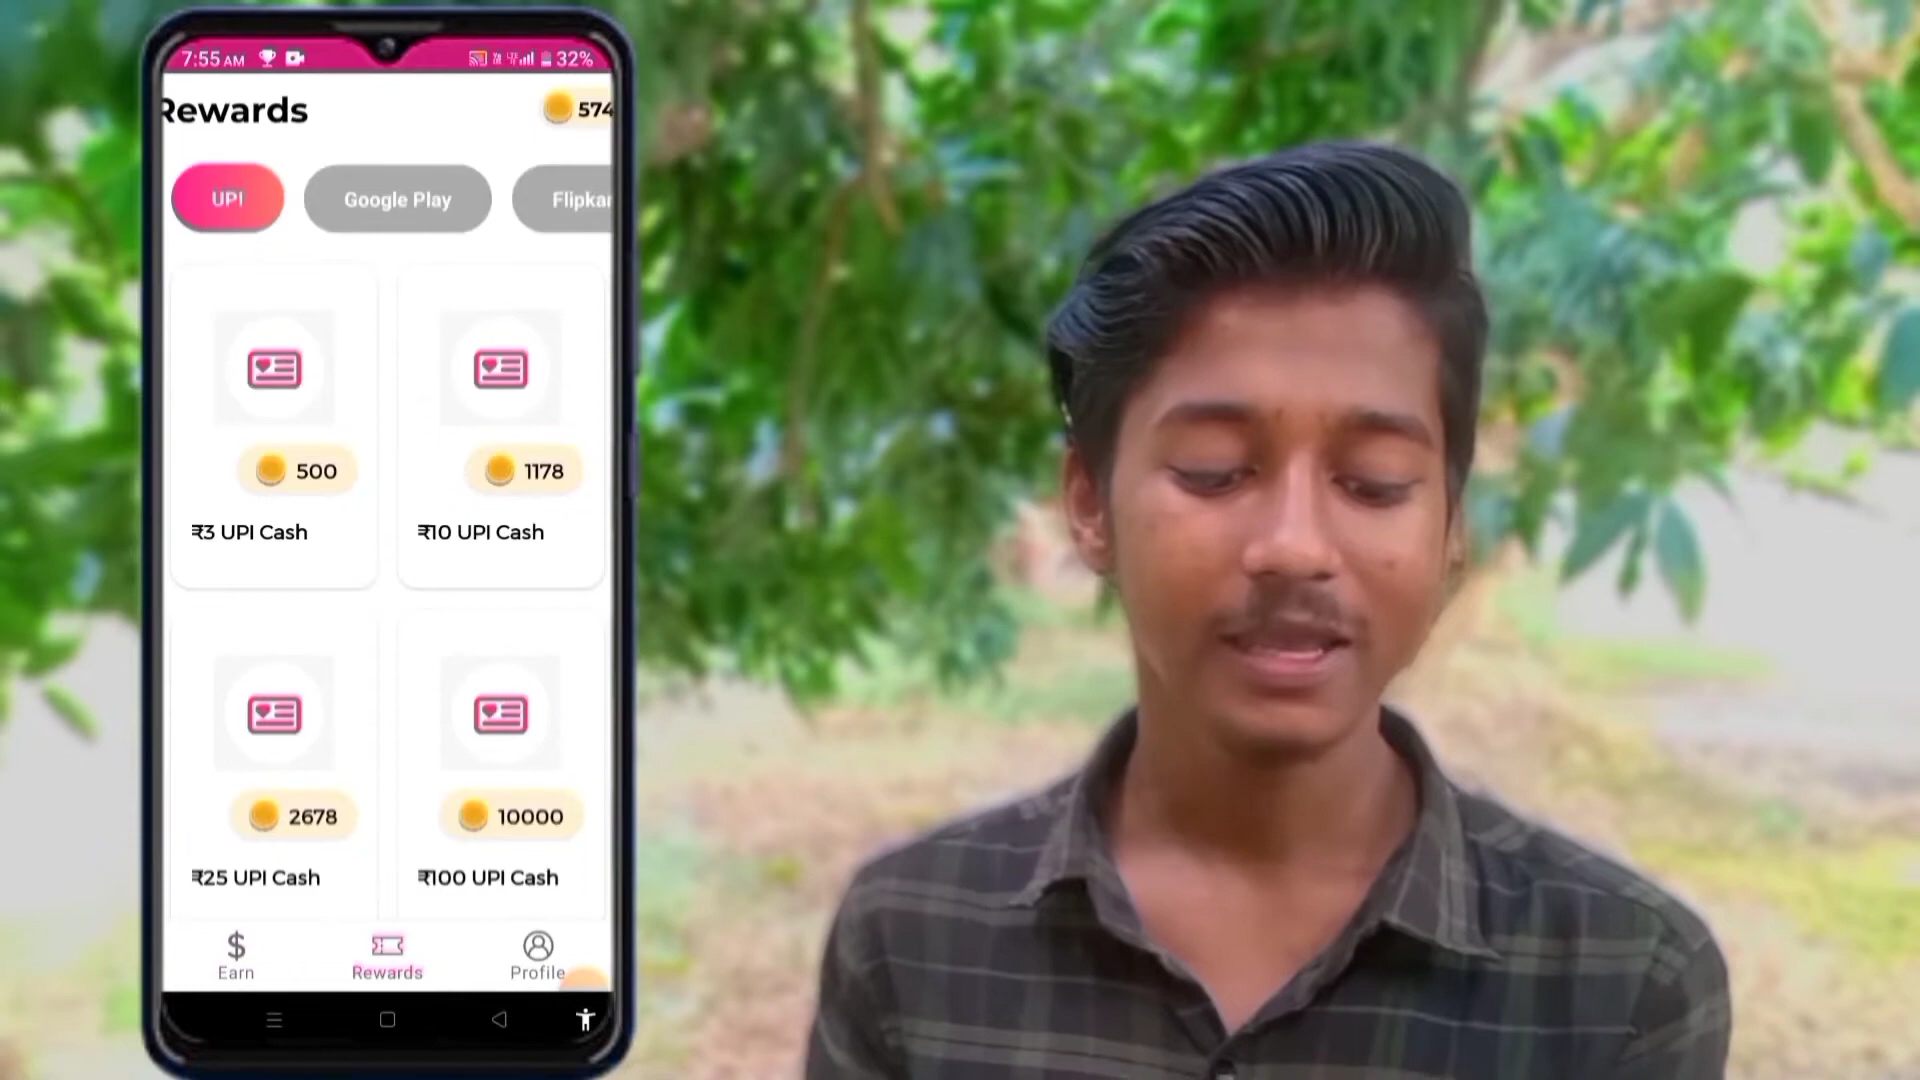 7:55 AM 32%
Rewards 574
UPI Google Play Flipkar
500 1178
₹3 UPI Cash ₹10 UPI Cash
2678 10000
₹25 UPI Cash ₹100 UPI Cash
Earn Rewards Profile